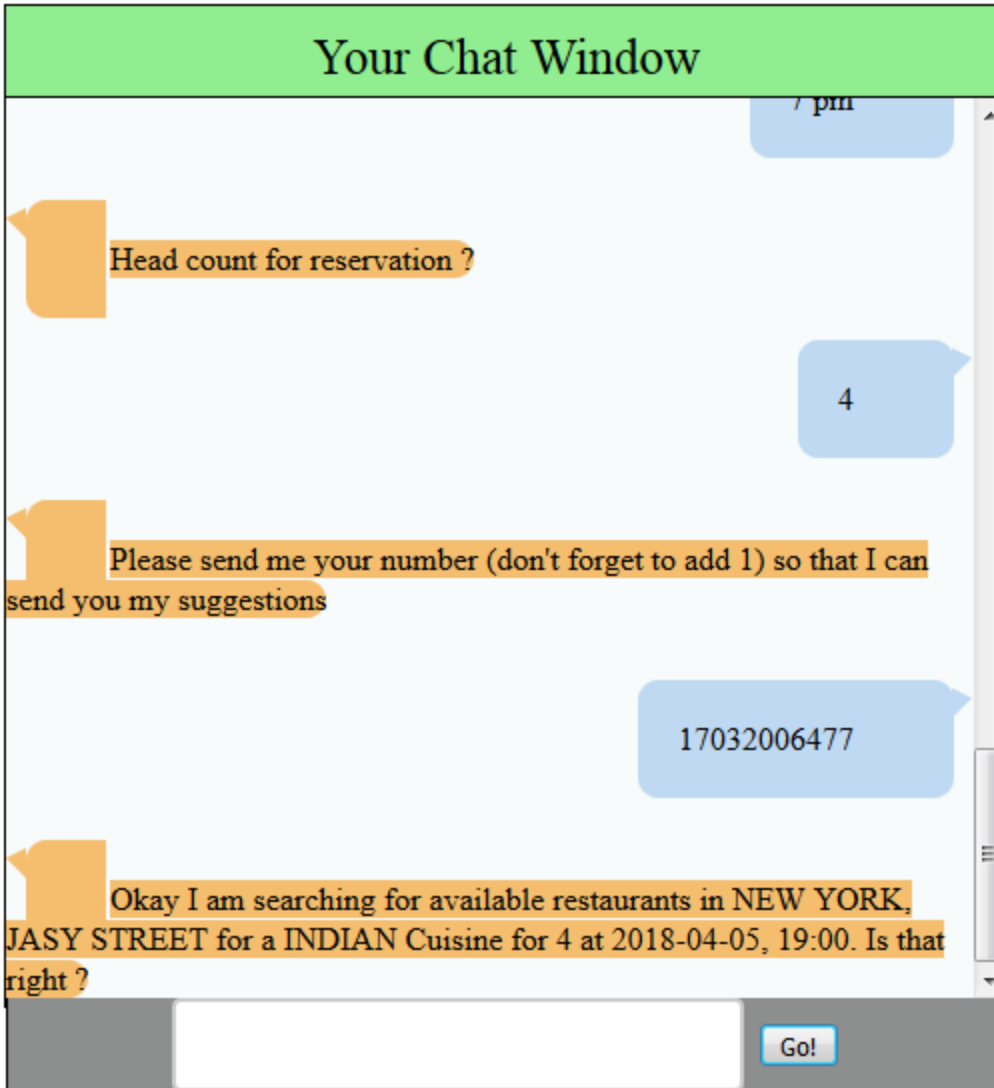 Your Chat Window
7 pm
Head count for reservation ?
4
Please send me your number (don't forget to add 1) so that I can
send you my suggestions
17032006477
Okay I am searching for available restaurants in NEW YORK,
JASY STREET for a INDIAN Cuisine for 4 at 2018-04-05, 19:00. Is that
right ?
Go!